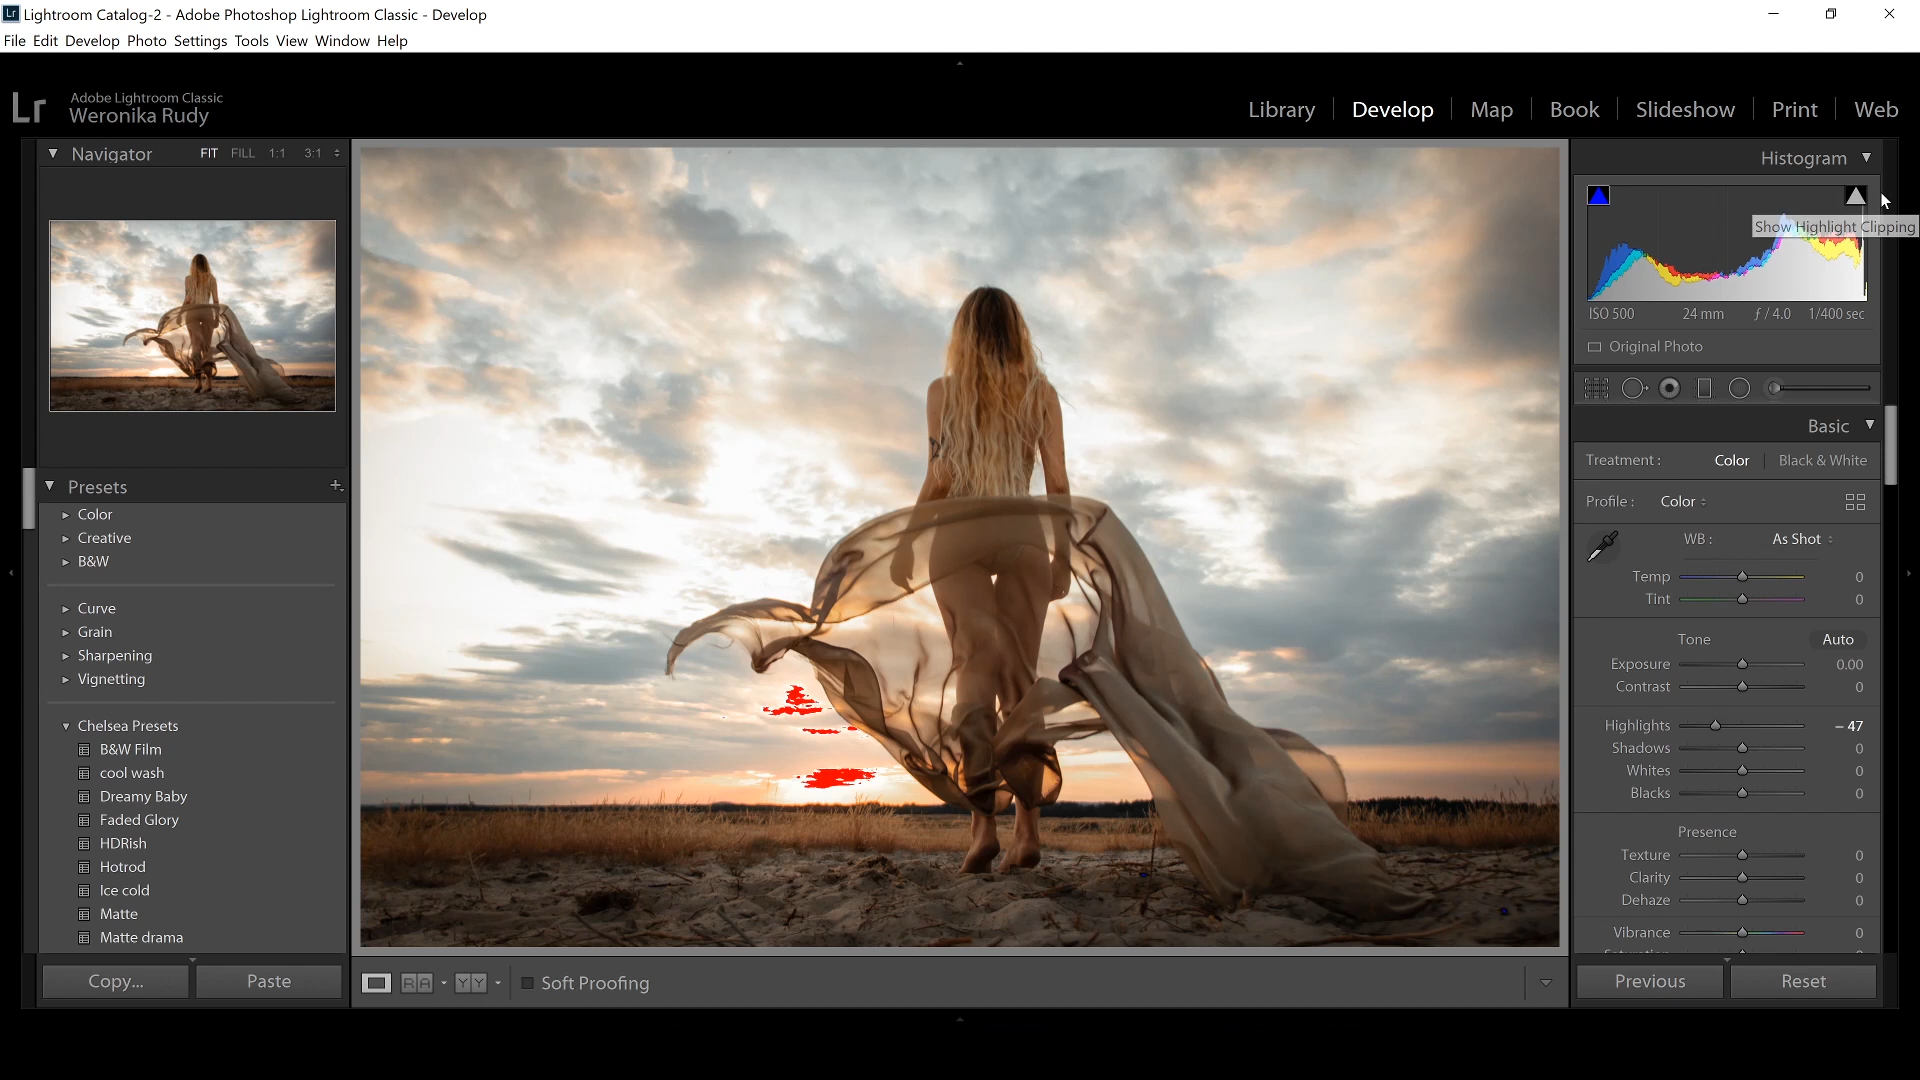 Lr Lightroom Catalog-2 - Adobe Photoshop Lightroom Classic - Develop
File Edit Develop Photo Settings Tools View Window Help
Lr Adobe Lightroom Classic
Weronika Rudy
Library Develop Map Book Slideshow Print Web
Navigator FIT FILL 1:1 3:1
Presets
Color
Creative
B&W
Curve
Grain
Sharpening
Vignetting
Chelsea Presets
B&W Film
cool wash
Dreamy Baby
Faded Glory
HDRish
Hotrod
Ice cold
Matte
Matte drama
Copy... Paste
RA YY Soft Proofing
Histogram
Show Highlight Clipping
ISO 500 24 mm ƒ / 4.0 1/400 sec
Original Photo
Basic
Treatment : Color Black & White
Profile : Color
WB : As Shot
Temp 0
Tint 0
Tone Auto
Exposure 0.00
Contrast 0
Highlights – 47
Shadows 0
Whites 0
Blacks 0
Presence
Texture 0
Clarity 0
Dehaze 0
Vibrance 0
Previous Reset